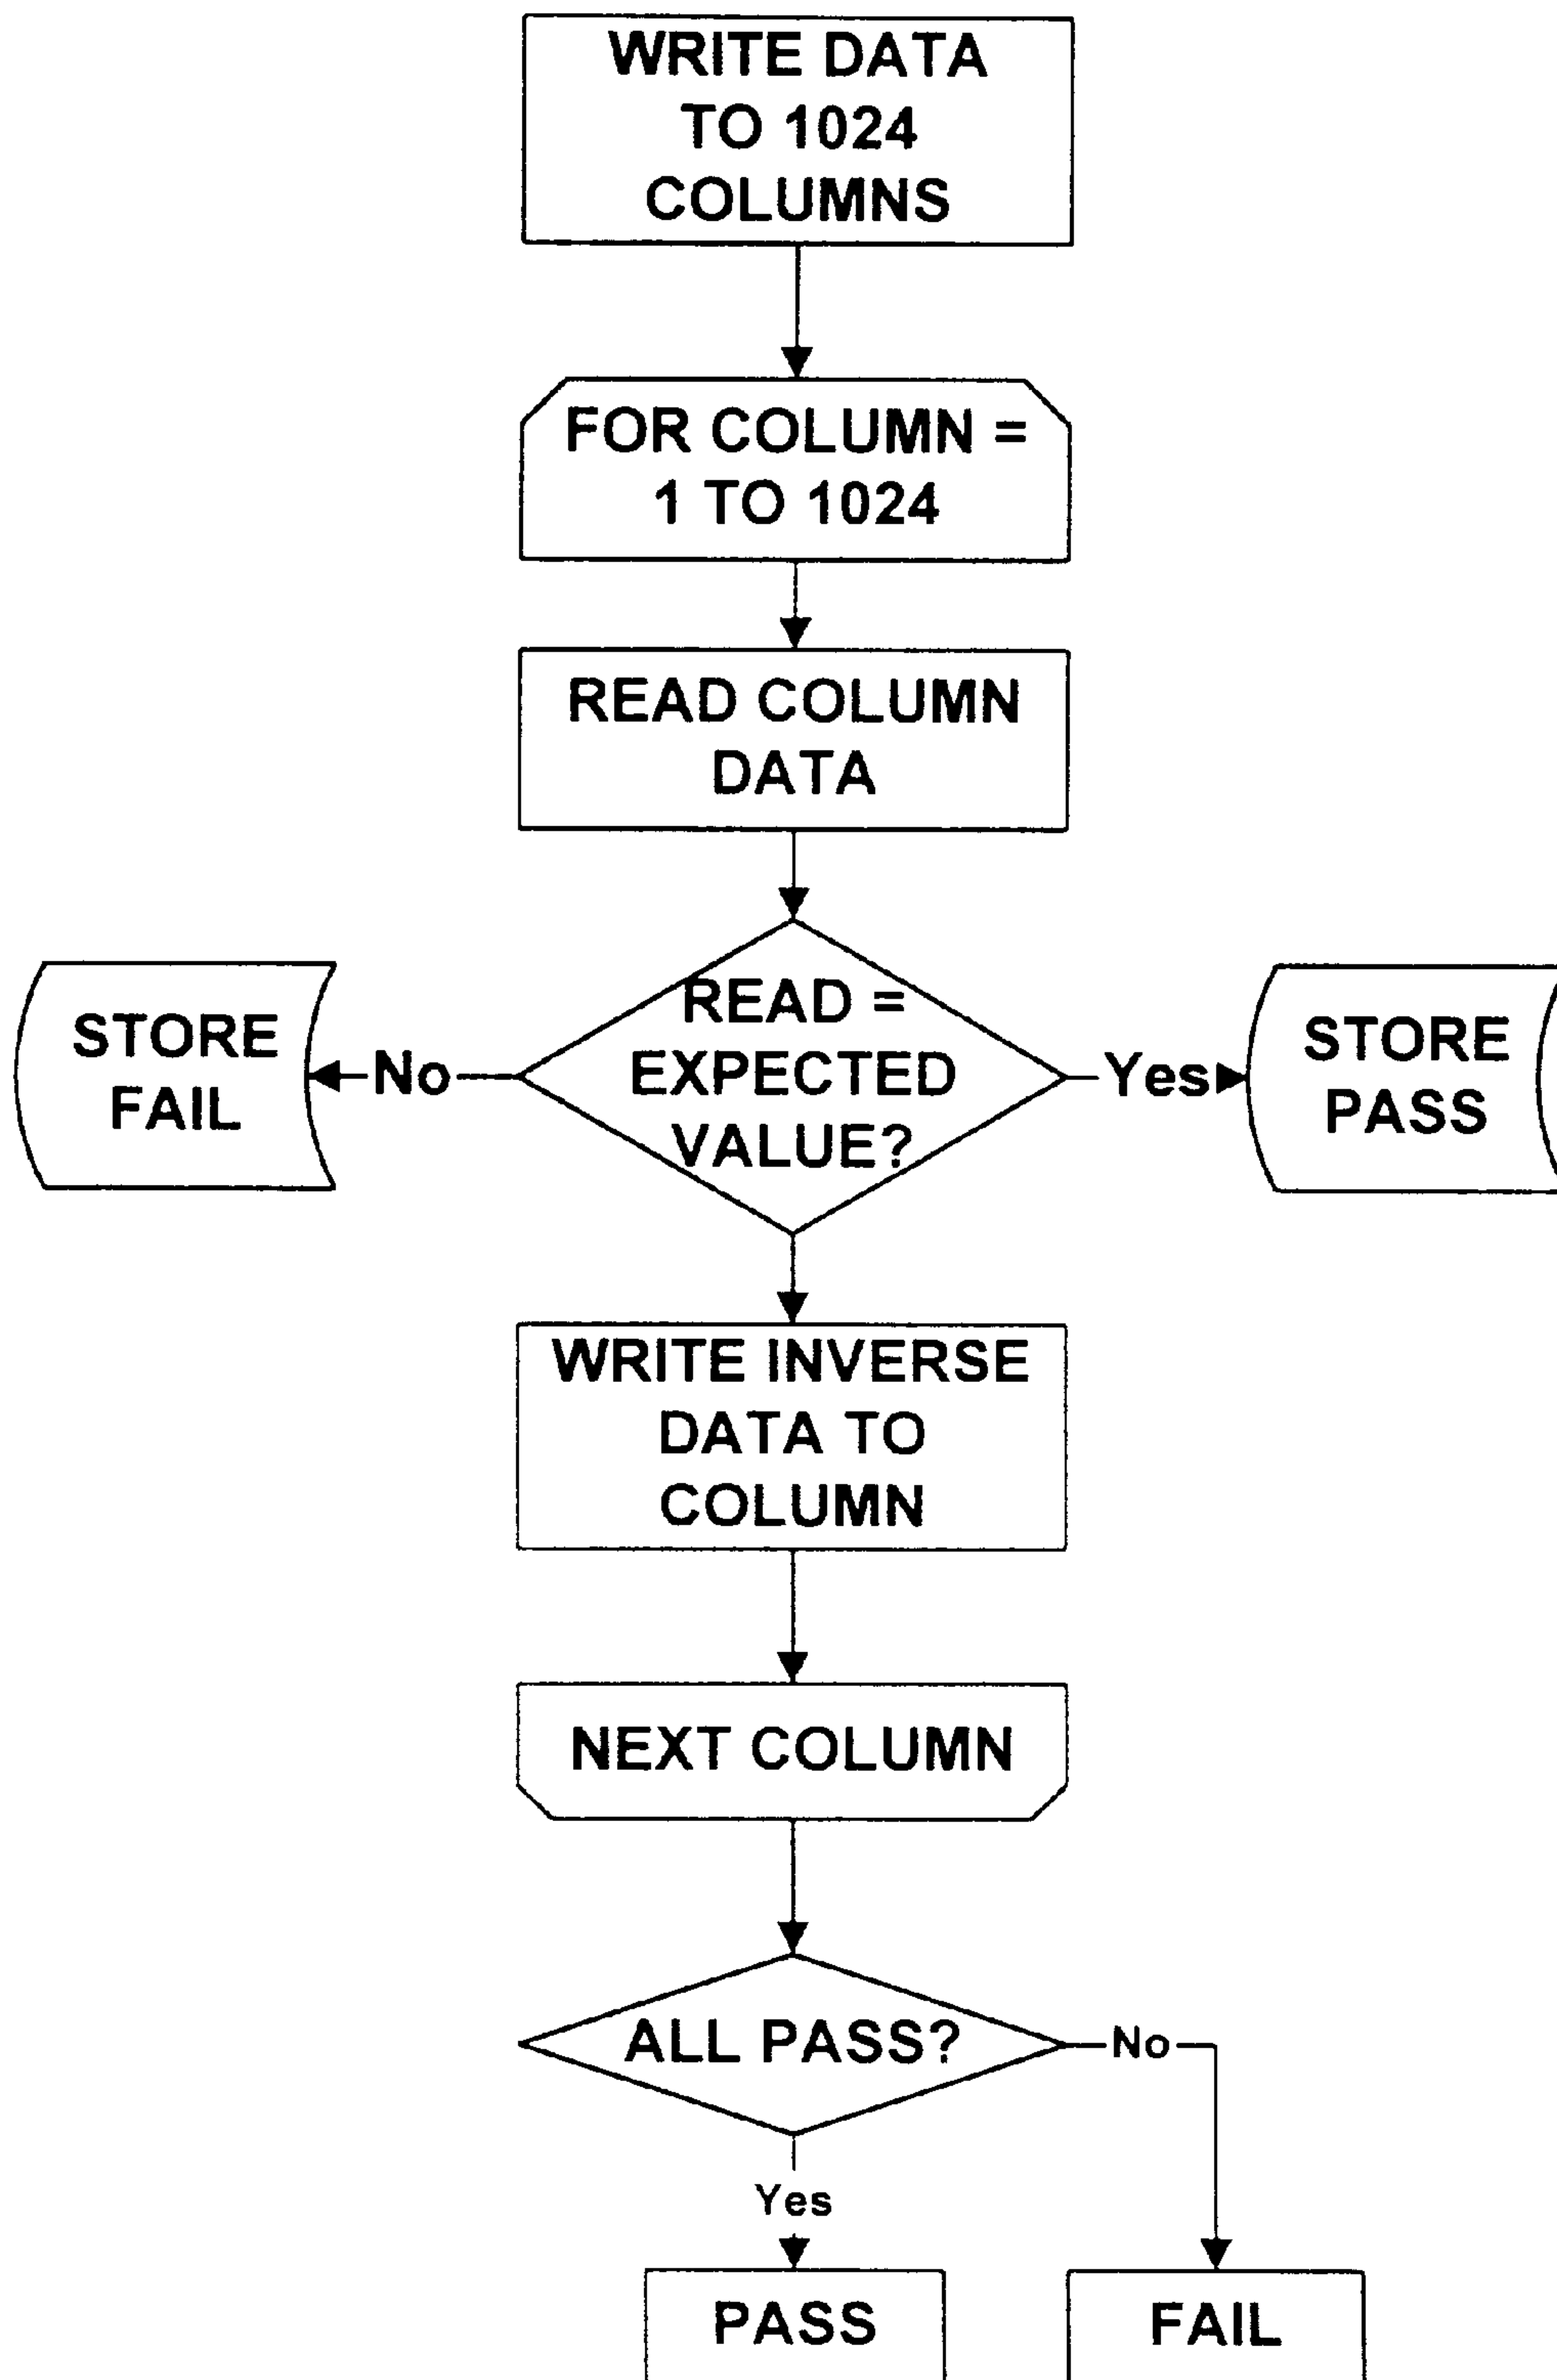 WRITE DATA
TO 1024
COLUMNS
FOR COLUMN =
1 TO 1024
READ COLUMN
DATA
READ =
EXPECTED
VALUE?
STORE
FAIL
No
Yes
STORE
PASS
WRITE INVERSE
DATA TO
COLUMN
NEXT COLUMN
ALL PASS?
No
Yes
PASS
FAIL